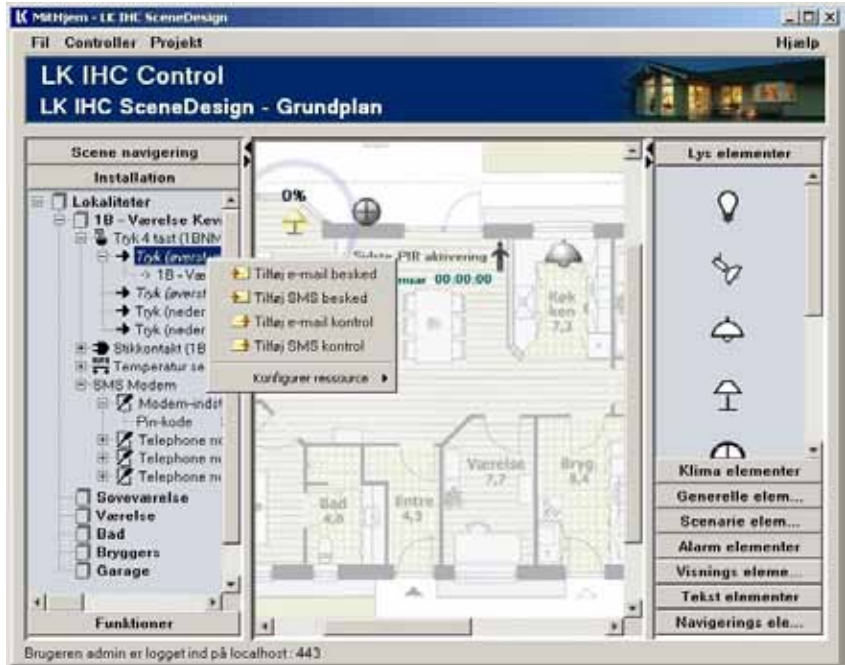 MitHjem - LK IHC SceneDesign
Fil Controller Projekt Hjælp
LK IHC Control
LK IHC SceneDesign - Grundplan
Scene navigering
Installation
Lokaliteter
1B - Værelse Kev
Tryk 4 tast (1BNM
Tryk (øverst
1B - Væ
Tryk (øverst
Tryk (neder
Tryk (neder
Stikkontakt (1B
Temperatur se
SMS Modem
Modem-indst
Pin-kode
Telephone
Telephone
Telephone
Soveværelse
Værelse
Bad
Bryggers
Garage
Funktioner
Tilføj e-mail besked
Tilføj SMS besked
Tilføj e-mail kontrol
Tilføj SMS kontrol
Konfigurer ressource
0%
Sidste PIR aktivering
00:00:00
Køk
ken
7,3
Værelse
7,7
Bryg
Bad
4,8
Entre
4,3
Lys elementer
Klima elementer
Generelle elem...
Scenarie elem...
Alarm elementer
Visnings eleme...
Tekst elementer
Navigerings ele...
Brugeren admin er logget ind på localhost : 443